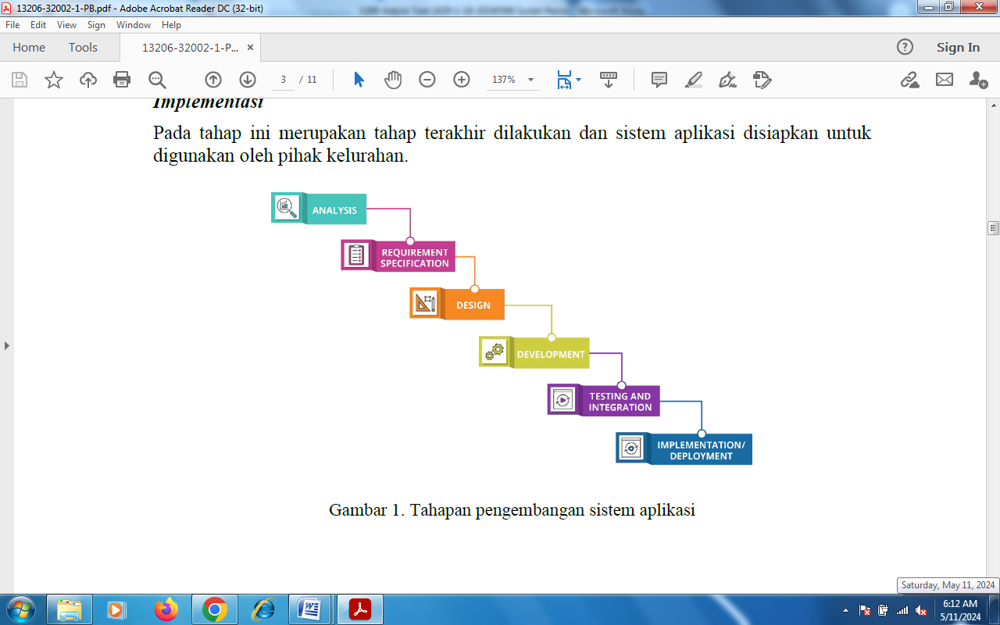 13206-32002-1-PB.pdf - Adobe Acrobat Reader DC (32-bit)
File Edit View Sign Window Help
Home Tools 13206-32002-1-P... × ? Sign In
3 / 11 137%
Implementasi
Pada tahap ini merupakan tahap terakhir dilakukan dan sistem aplikasi disiapkan untuk
digunakan oleh pihak kelurahan.
ANALYSIS
REQUIREMENT
SPECIFICATION
DESIGN
DEVELOPMENT
TESTING AND
INTEGRATION
IMPLEMENTATION/
DEPLOYMENT
Gambar 1. Tahapan pengembangan sistem aplikasi
Saturday, May 11, 2024
6:12 AM
5/11/2024